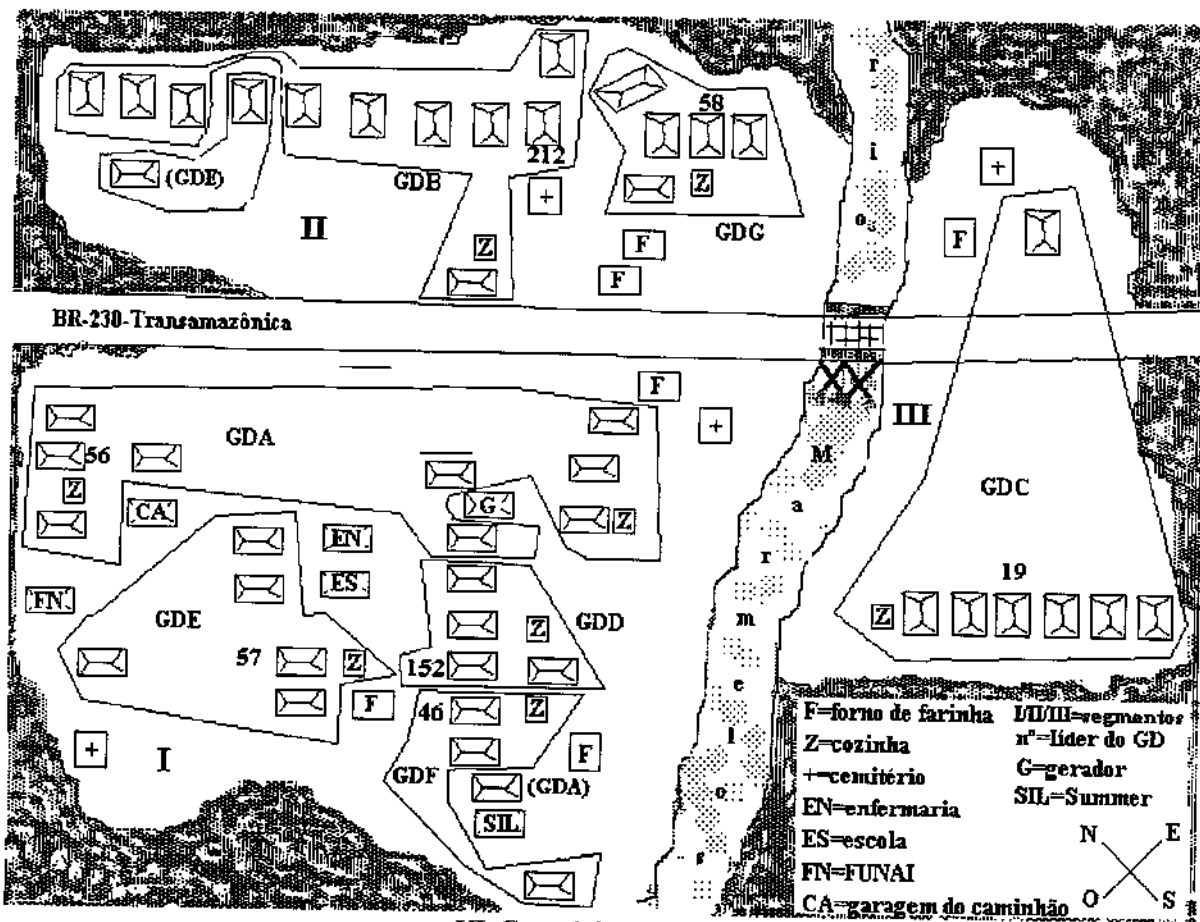 58
212
(GDE)
GDB
Z
+
II
GDG
Z
F
F
+
F
r
i
o
BR-230-Transamazônica
F
+
III
GDA
56
Z
CA
G
Z
EN
ES
FN
GDE
57
Z
F
GDD
Z
152
46
Z
GDF
F
(GDA)
SIL
+
I
M
a
r
m
e
l
o
s
GDC
19
Z
F=forno de farinha
Z=cozinha
+=cemitério
EN=enfermaria
ES=escola
FN=FUNAI
CA=garagem do caminhão
I/II/III=segmentos
nº=líder do GD
G=gerador
SIL=Summer
N E
O S